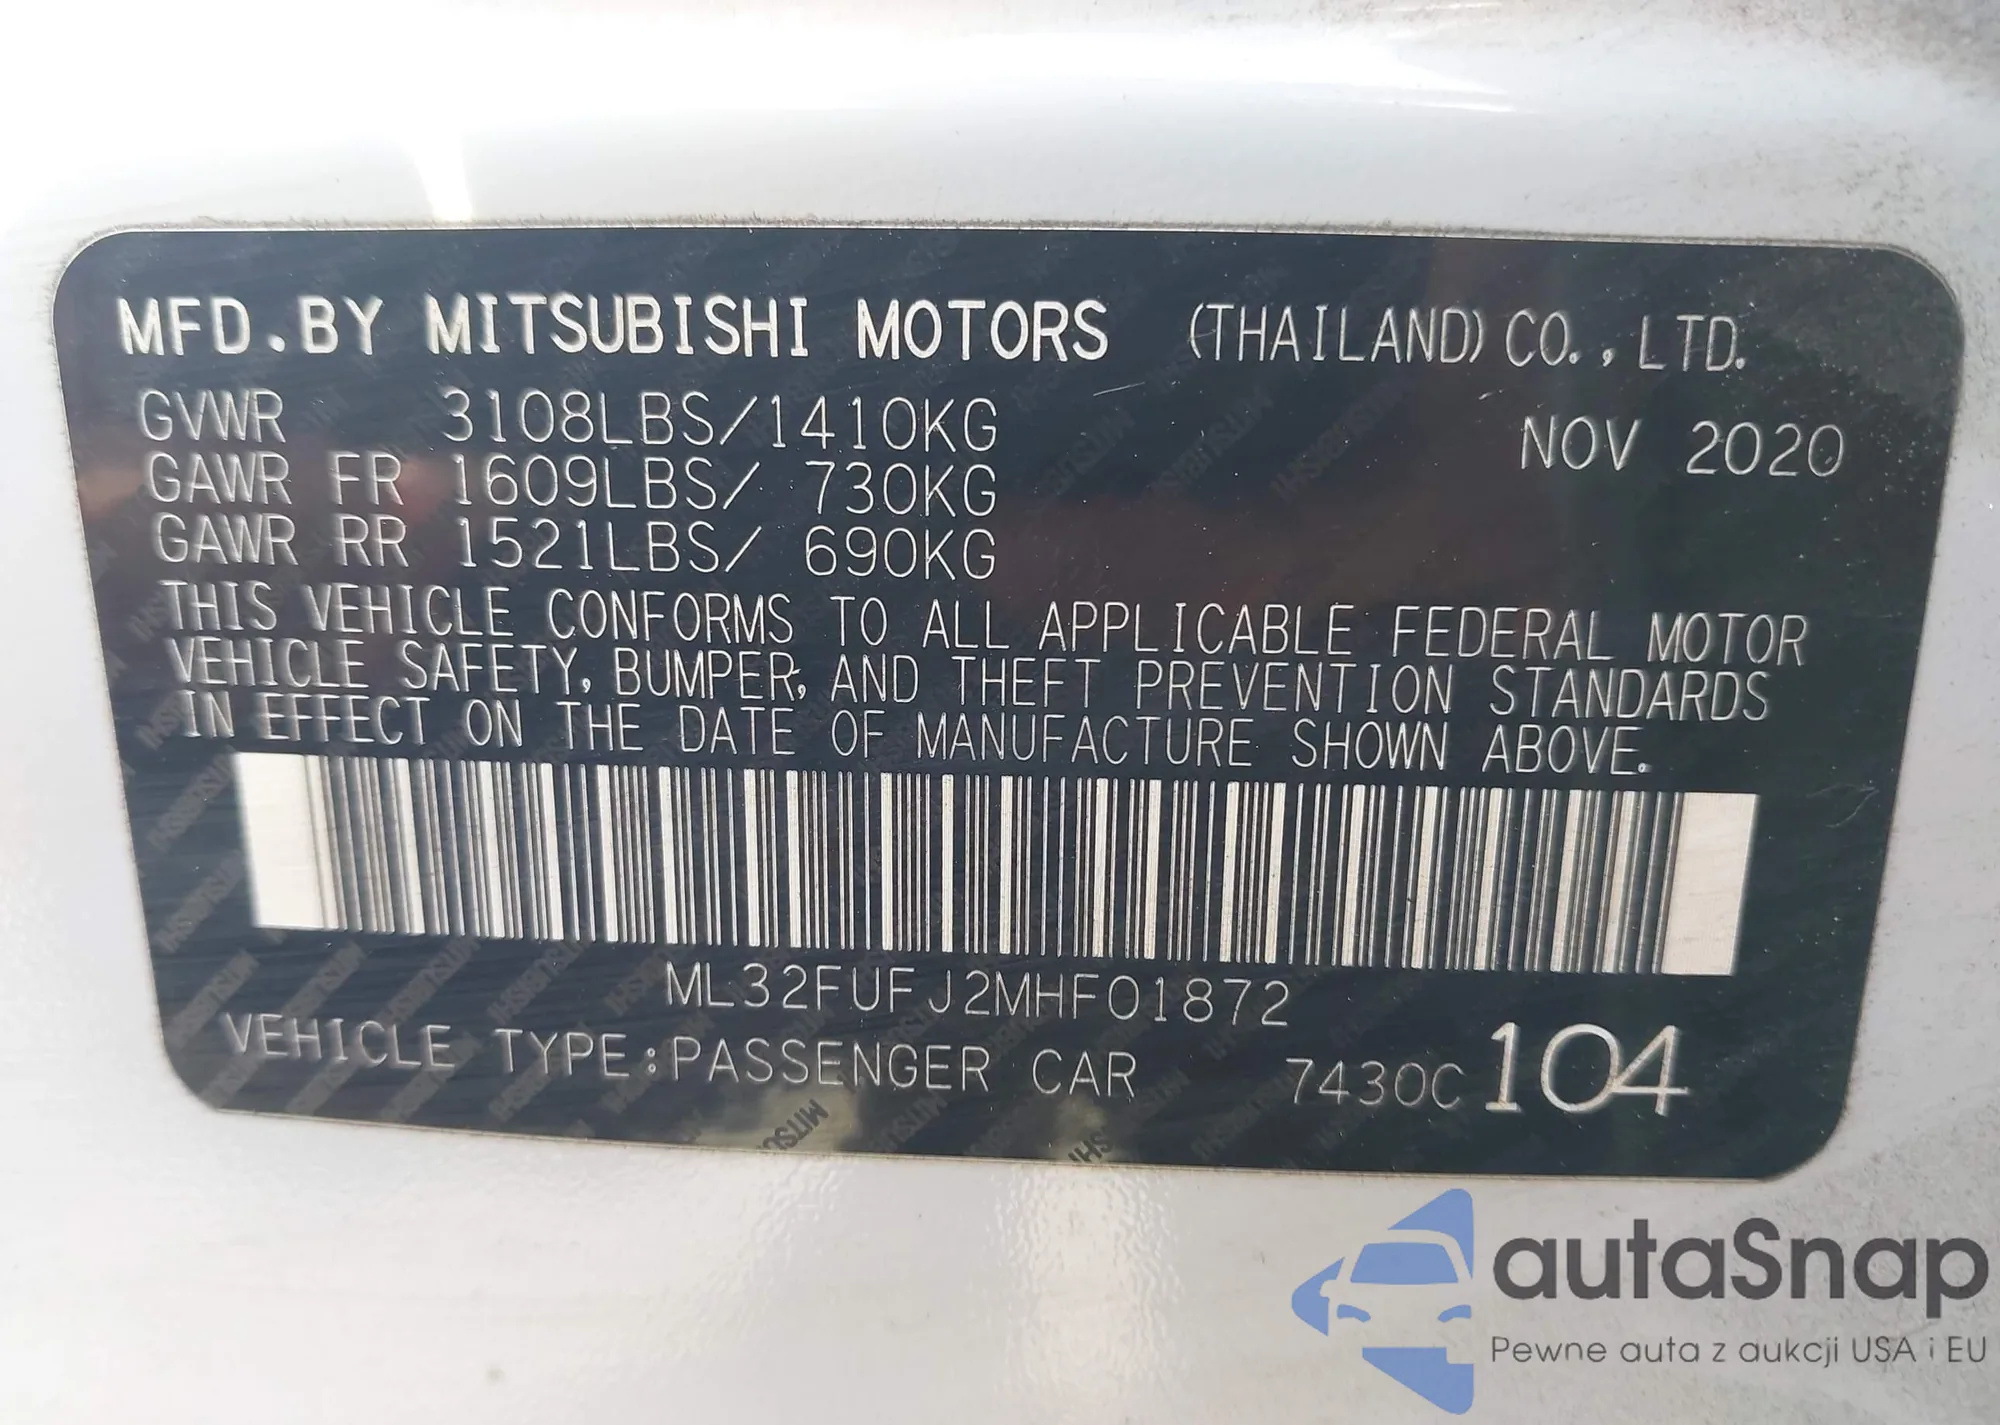 MFD.BY MITSUBISHI MOTORS (THAILAND) CO.,LTD.
GVWR 3108LBS/1410KG NOV 2020
GAWR FR 1609LBS/ 730KG
GAWR RR 1521LBS/ 690KG
THIS VEHICLE CONFORMS TO ALL APPLICABLE FEDERAL MOTOR
VEHICLE SAFETY, BUMPER, AND THEFT PREVENTION STANDARDS
IN EFFECT ON THE DATE OF MANUFACTURE SHOWN ABOVE.
ML32FUFJ2MHF01872
VEHICLE TYPE:PASSENGER CAR 7430C 104
autaSnap
Pewne auta z aukcji USA i EU